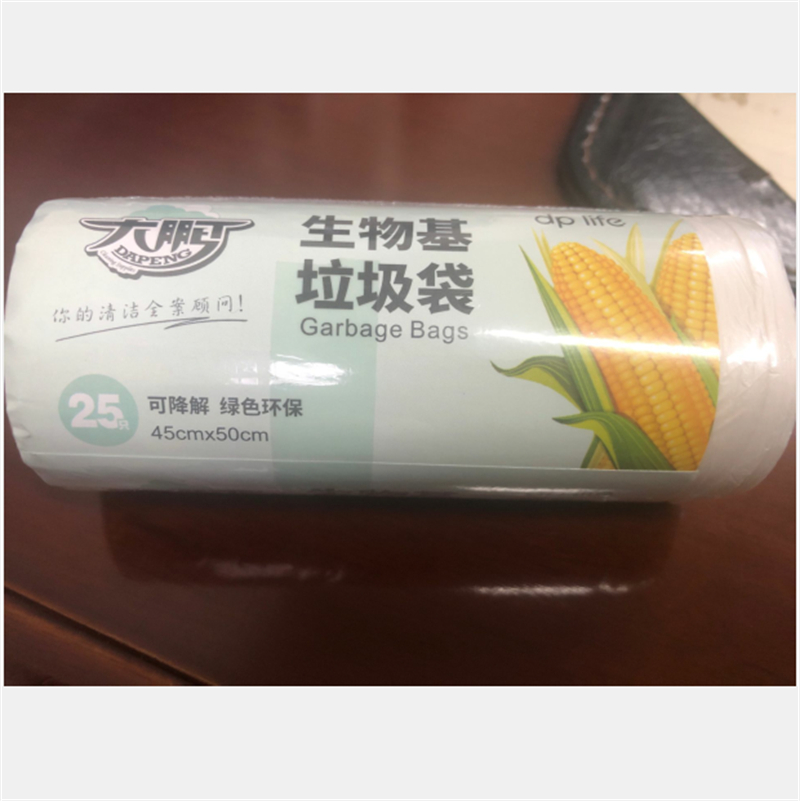 大鹏
DAPENG
你的清洁全案顾问!
生物基
垃圾袋
Garbage Bags
dp life
25只
可降解 绿色环保
45cmx50cm